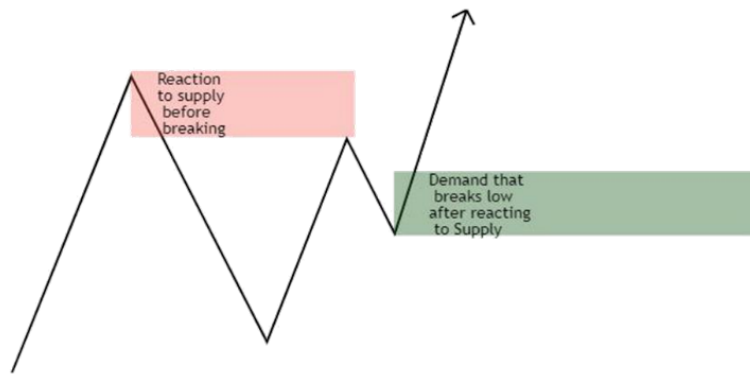 Reaction
to supply
before
breaking
Demand that
breaks low
after reacting
to Supply